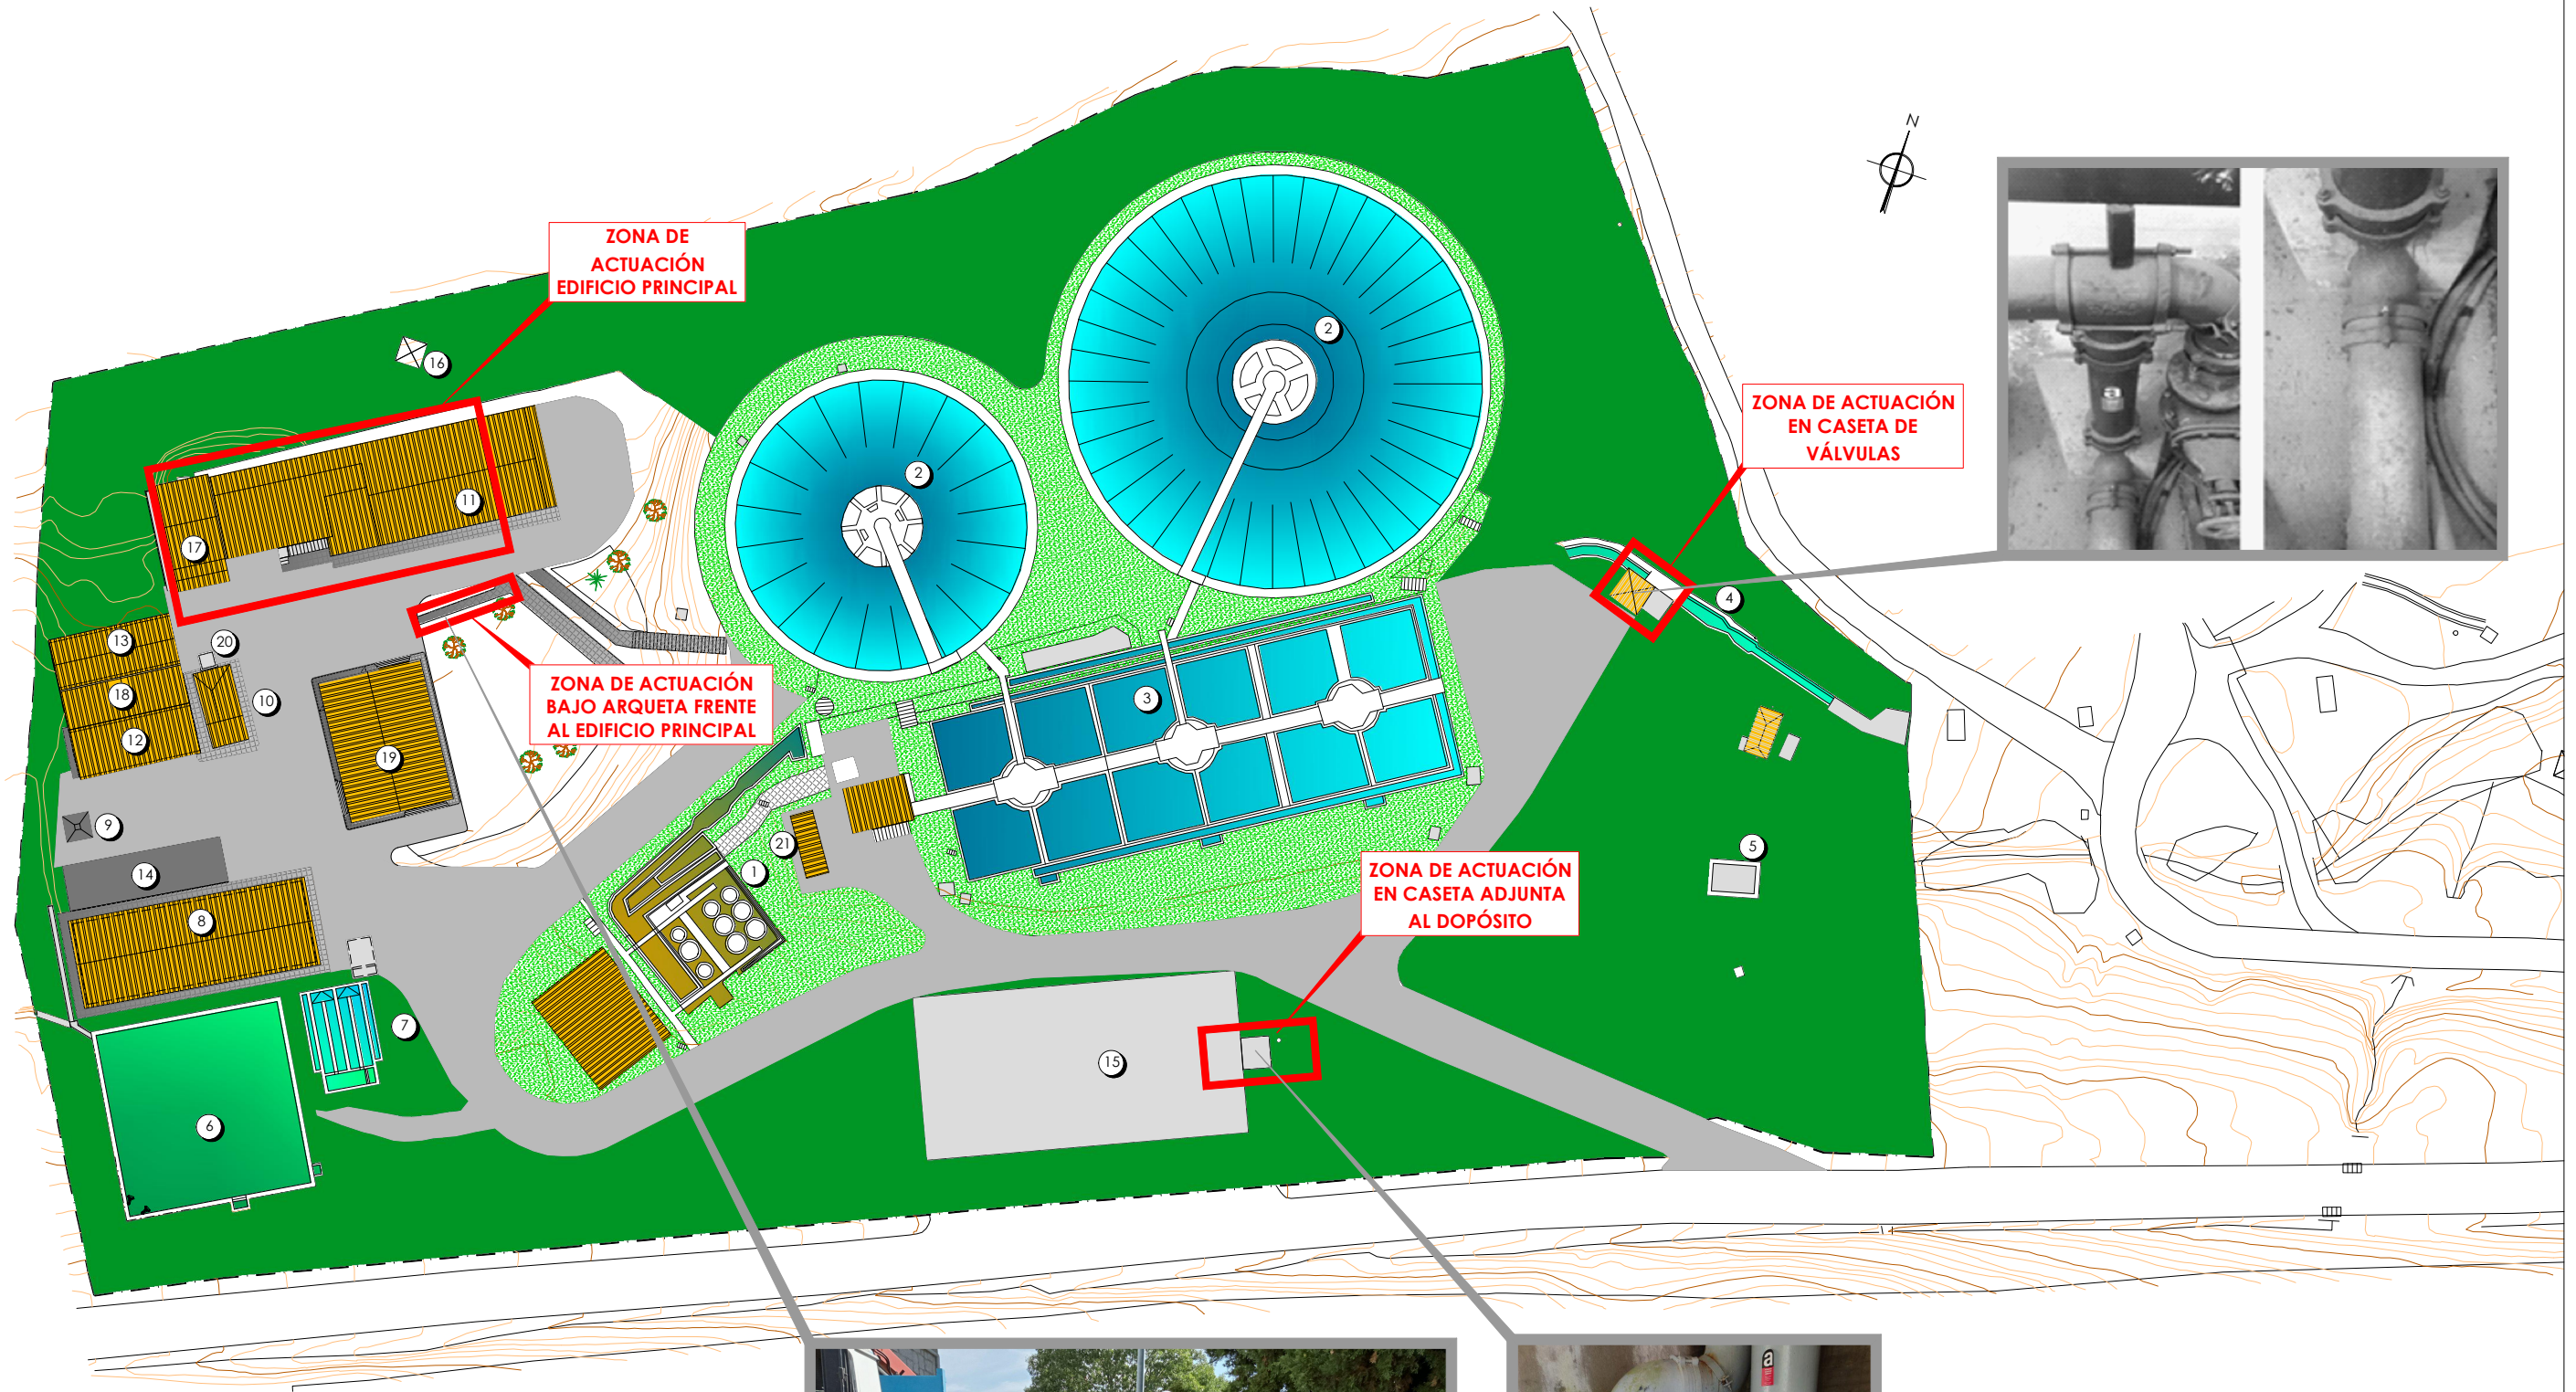 N
ZONA DE
ACTUACIÓN
EDIFICIO PRINCIPAL
2
16
ZONA DE ACTUACIÓN
EN CASETA DE
VÁLVULAS
a
2
11
17
4
13
20
ZONA DE ACTUACIÓN
BAJO ARQUETA FRENTE
AL EDIFICIO PRINCIPAL
18
10
3
12
19
9
21
5
14
1
ZONA DE ACTUACIÓN
EN CASETA ADJUNTA
AL DOPÓSITO
8
7
15
6
a